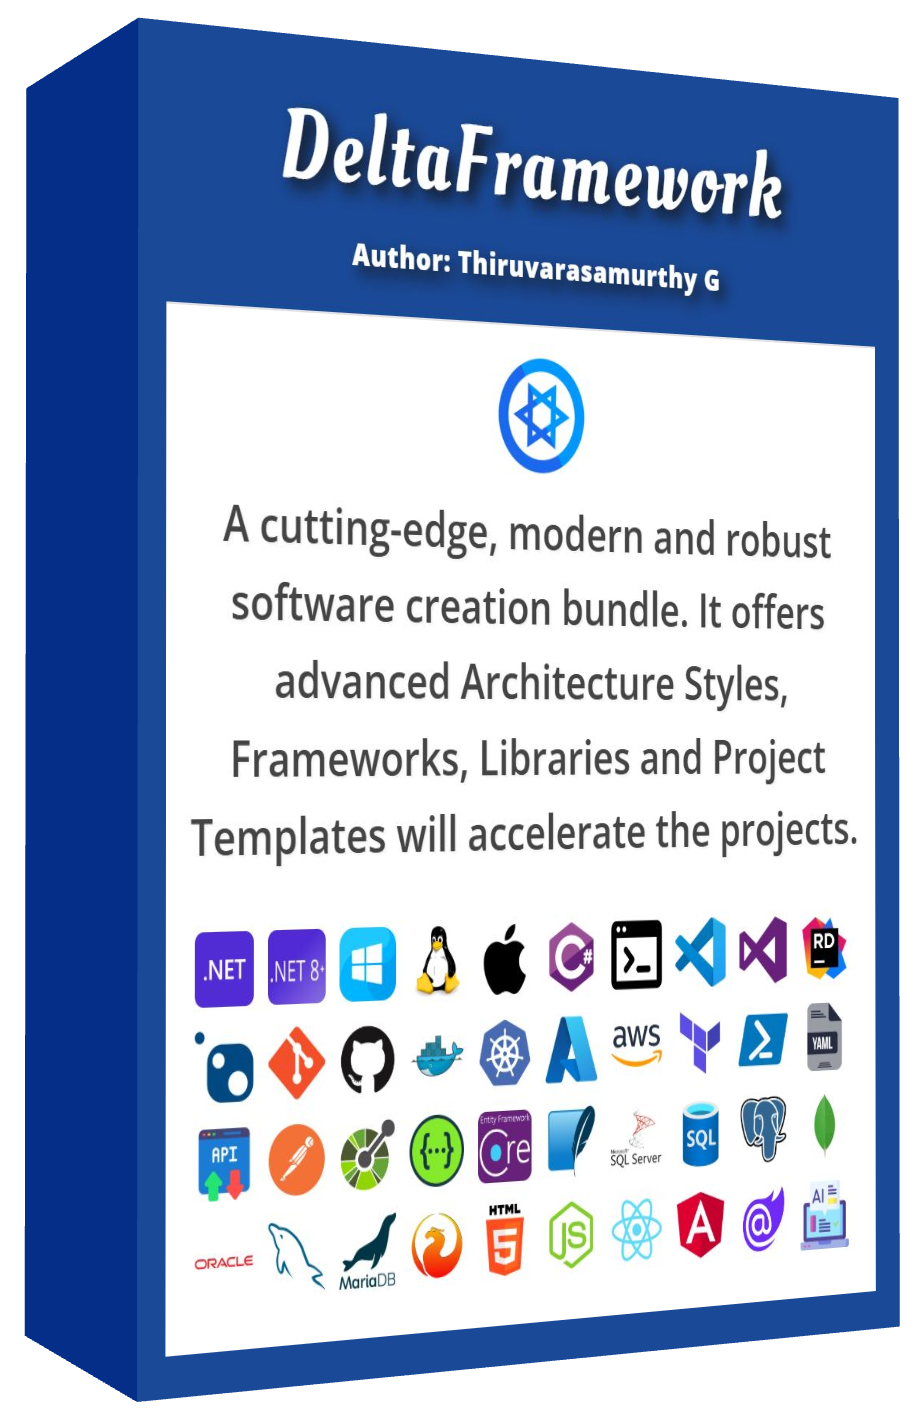 DeltaFramework
Author: Thiruvarasamurthy G
A cutting-edge, modern and robust
software creation bundle. It offers
advanced Architecture Styles,
Frameworks, Libraries and Project
Templates will accelerate the projects.
.NET .NET 8+ C# RD
aws YAML
API Entity Framework Core Microsoft SQL Server SQL
ORACLE MariaDB HTML 5 JS A @ AI